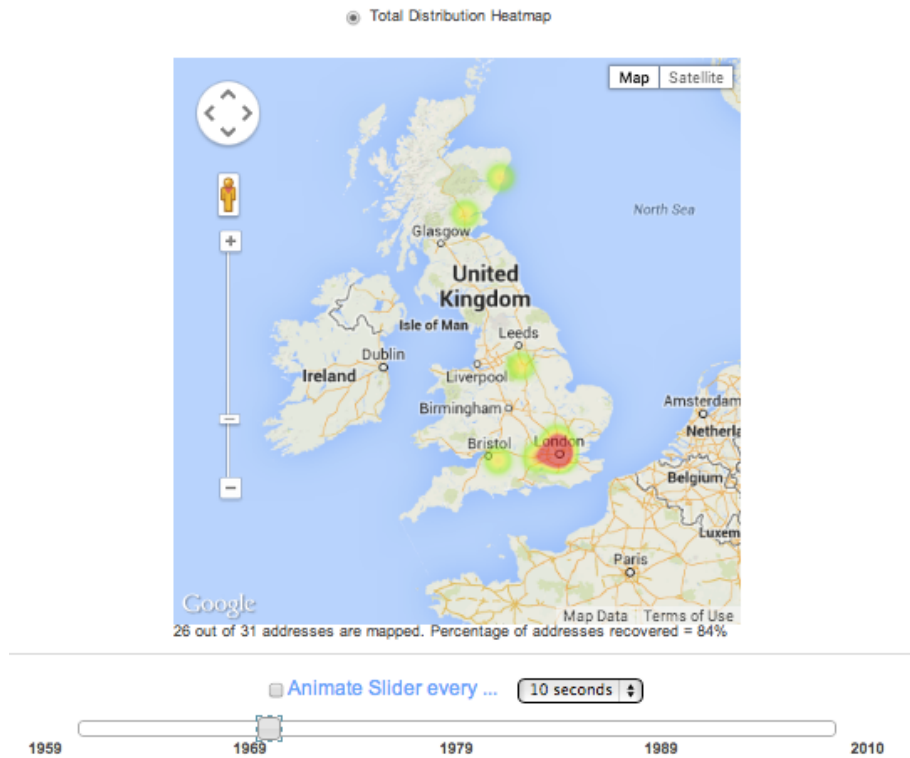 Total Distribution Heatmap
Map Satellite
North Sea
Glasgow
United
Kingdom
Isle of Man
Leeds
Dublin
Ireland
Liverpool
Amsterdam
Birmingham
Netherla
Bristol London
Belgium
Luxem
Paris
Google
Map Data Terms of Use
26 out of 31 addresses are mapped. Percentage of addresses recovered = 84%
Animate Slider every ... 10 seconds
1959 1969 1979 1989 2010